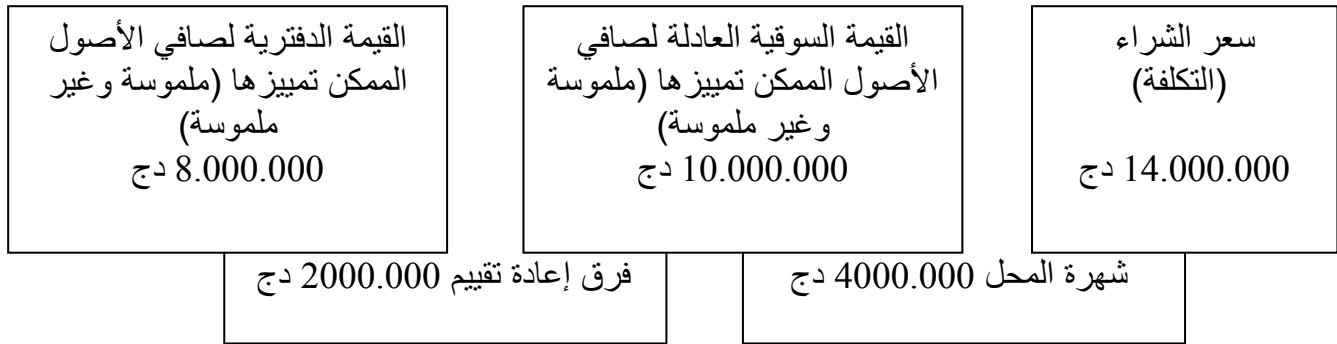 سعر الشراء
(التكلفة)
14.000.000 دج
القيمة السوقية العادلة لصافي
الأصول الممكن تمييزها (ملموسة
وغير ملموسة)
10.000.000 دج
القيمة الدفترية لصافي الأصول
الممكن تمييزها (ملموسة وغير
ملموسة)
8.000.000 دج
شهرة المحل 4000.000 دج
فرق إعادة تقييم 2000.000 دج